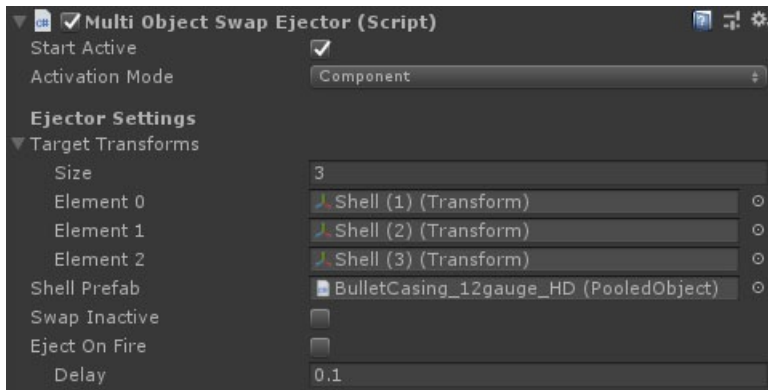 Multi Object Swap Ejector (Script)
Start Active
Activation Mode Component
Ejector Settings
Target Transforms
Size 3
Element 0 Shell (1) (Transform)
Element 1 Shell (2) (Transform)
Element 2 Shell (3) (Transform)
Shell Prefab BulletCasing_12gauge_HD (PooledObject)
Swap Inactive
Eject On Fire
Delay 0.1